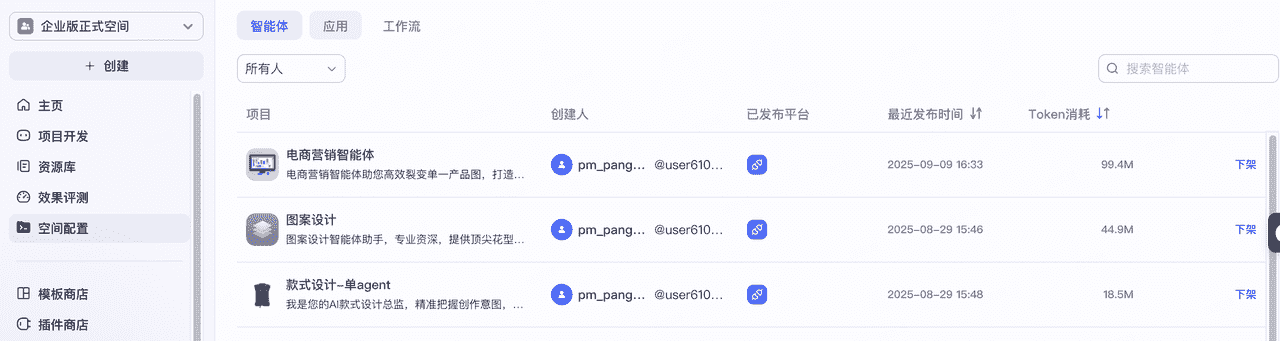 企业版正式空间
+ 创建
主页
项目开发
资源库
效果评测
空间配置
模板商店
插件商店
智能体 应用 工作流
所有人
搜索智能体
项目 创建人 已发布平台 最近发布时间 Token消耗
电商营销智能体
电商营销智能体助您高效裂变单一产品图，打造... pm_pang... @user610... 2025-09-09 16:33 99.4M 下架
图案设计
图案设计智能体助手，专业资深，提供顶尖花型... pm_pang... @user610... 2025-08-29 15:46 44.9M 下架
款式设计-单agent
我是您的AI款式设计总监，精准把握创作意图，... pm_pang... @user610... 2025-08-29 15:48 18.5M 下架